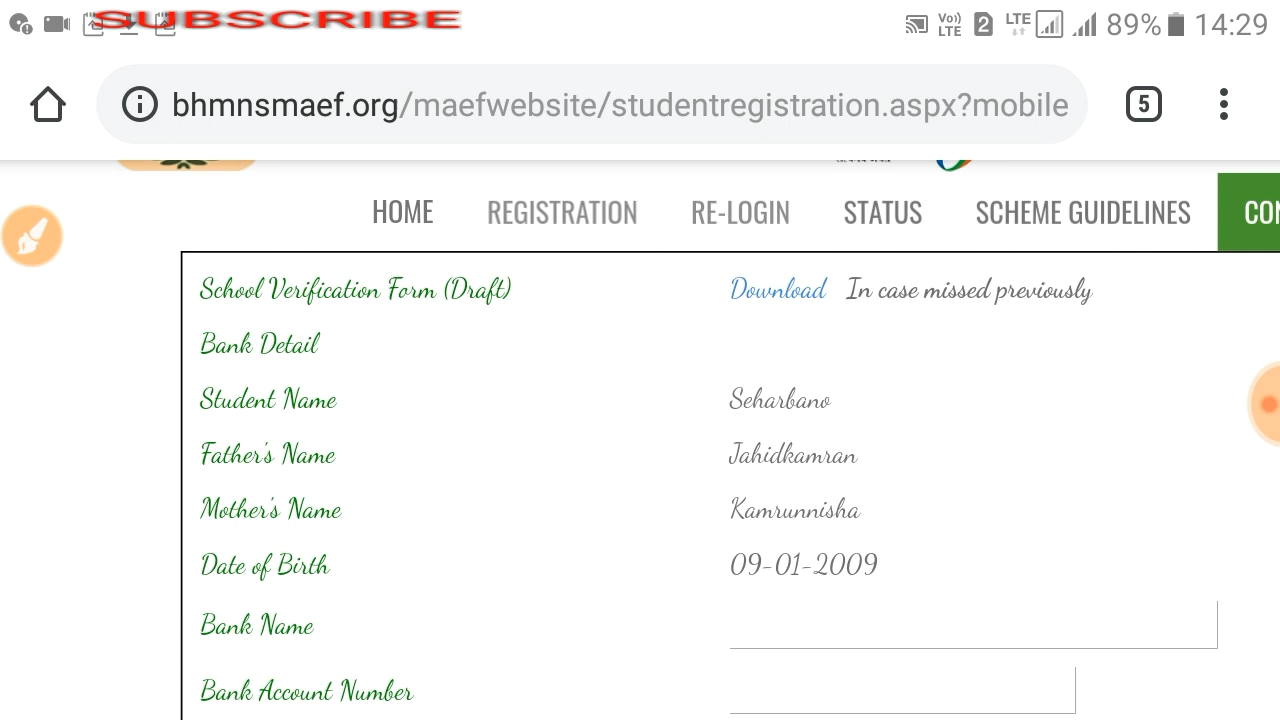 SUBSCRIBE
Vo)) LTE 2 LTE 89% 14:29
bhmnsmaef.org/maefwebsite/studentregistration.aspx?mobile 5
HOME REGISTRATION RE-LOGIN STATUS SCHEME GUIDELINES CON
School Verification Form (Draft) Download In case missed previously
Bank Detail
Student Name Seharbano
Father's Name Jahidkamran
Mother's Name Kamrunnisha
Date of Birth 09-01-2009
Bank Name
Bank Account Number